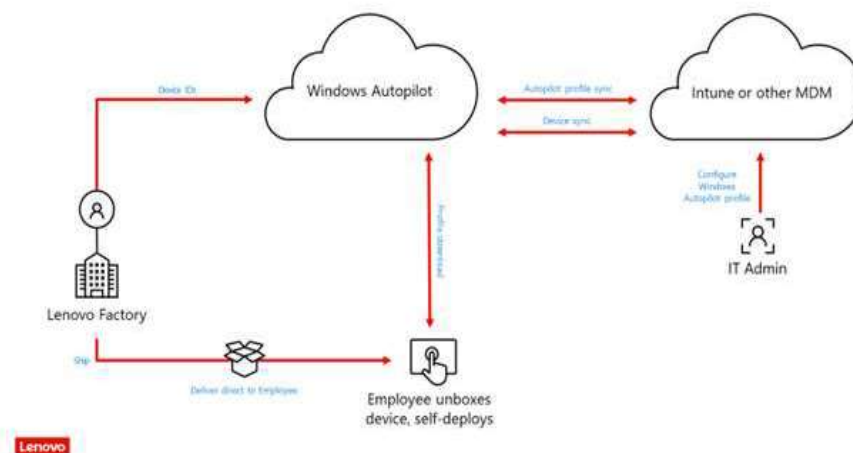 Device IDs
Windows Autopilot
Autopilot profile sync
Device sync
Intune or other MDM
Configure
Windows
Autopilot profile
IT Admin
Profile download
Lenovo Factory
Ship
Deliver direct to Employee
Employee unboxes
device, self-deploys
Lenovo